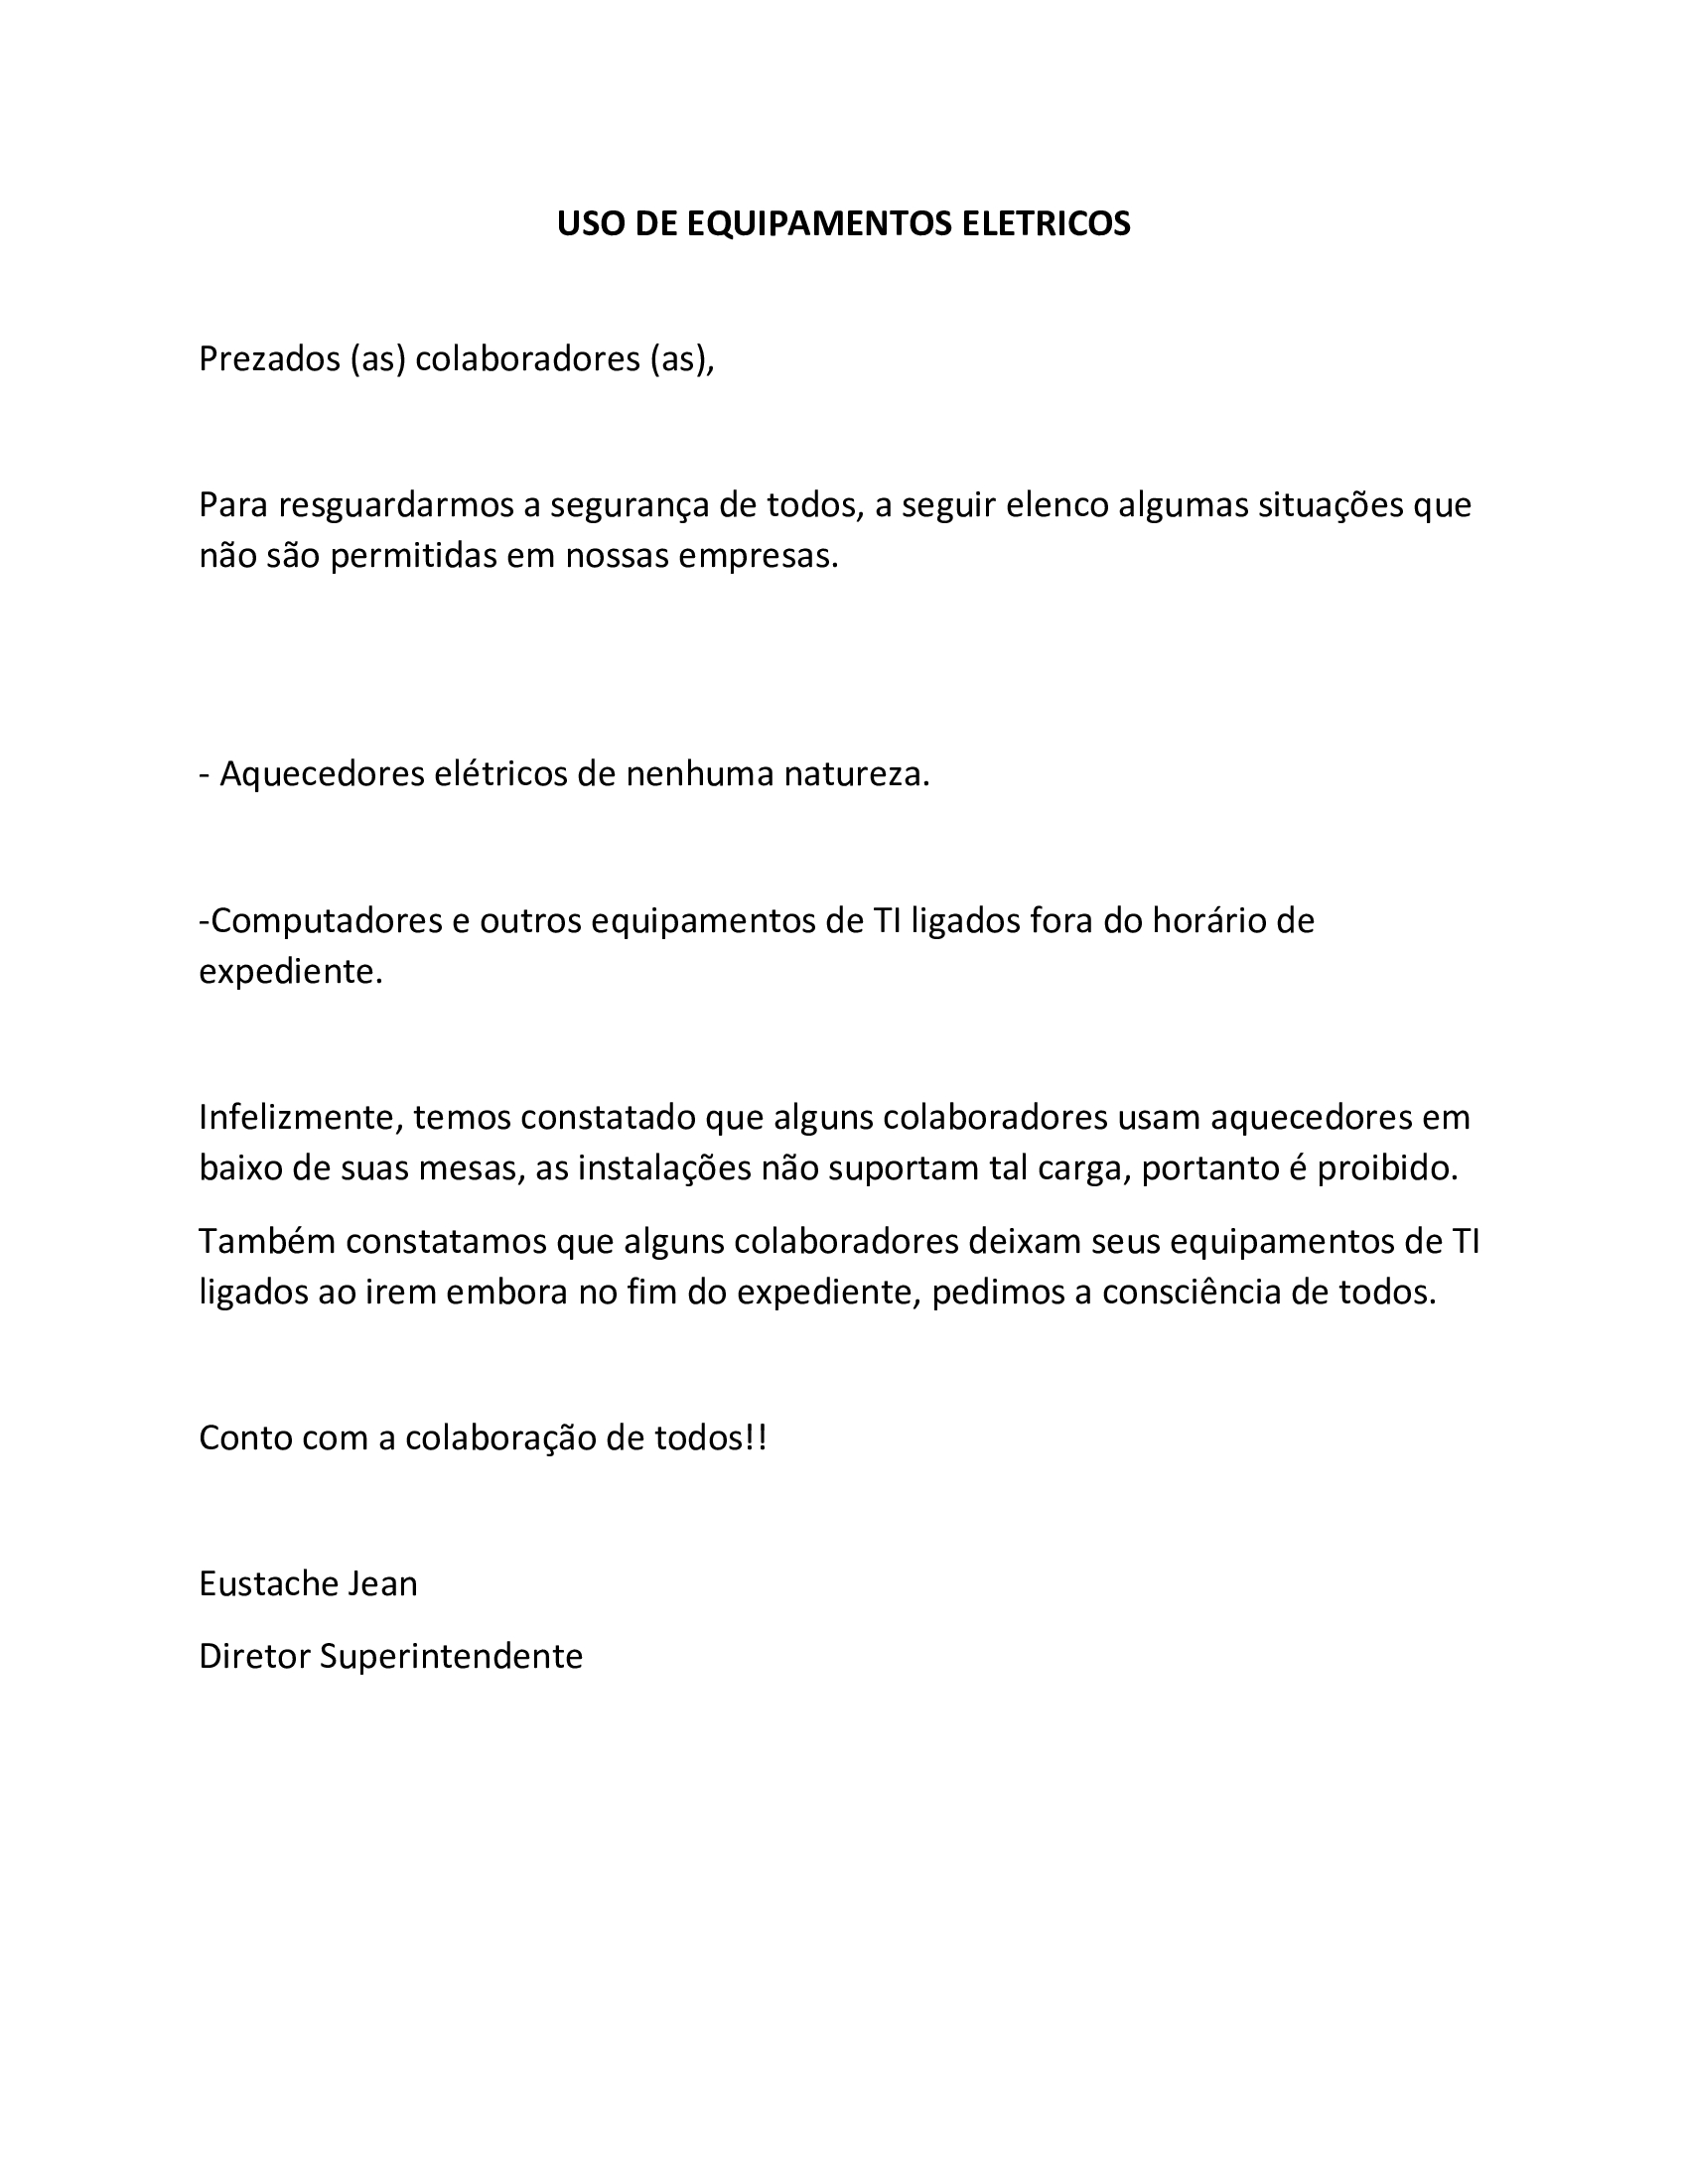 USO DE EQUIPAMENTOS ELETRICOS
Prezados (as) colaboradores (as),
Para resguardarmos a segurança de todos, a seguir elenco algumas situações que
não são permitidas em nossas empresas.
- Aquecedores elétricos de nenhuma natureza.
-Computadores e outros equipamentos de TI ligados fora do horário de
expediente.
Infelizmente, temos constatado que alguns colaboradores usam aquecedores em
baixo de suas mesas, as instalações não suportam tal carga, portanto é proibido.
Também constatamos que alguns colaboradores deixam seus equipamentos de TI
ligados ao irem embora no fim do expediente, pedimos a consciência de todos.
Conto com a colaboração de todos!!
Eustache Jean
Diretor Superintendente